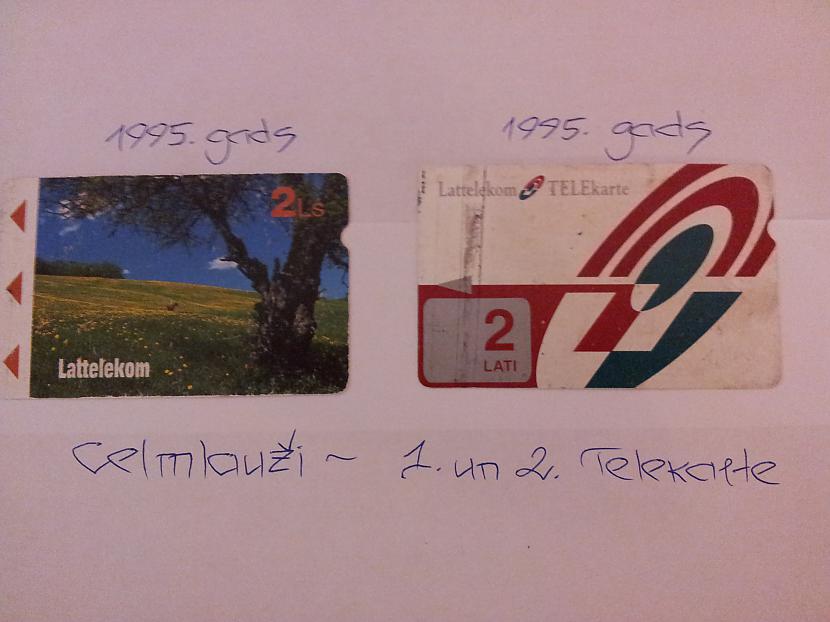 1995. gads
1995. gads
2Ls
Lattelekom
Lattelekom TELEkarte
2
LATI
Celmlauži ~ 1. un 2. Telekarte